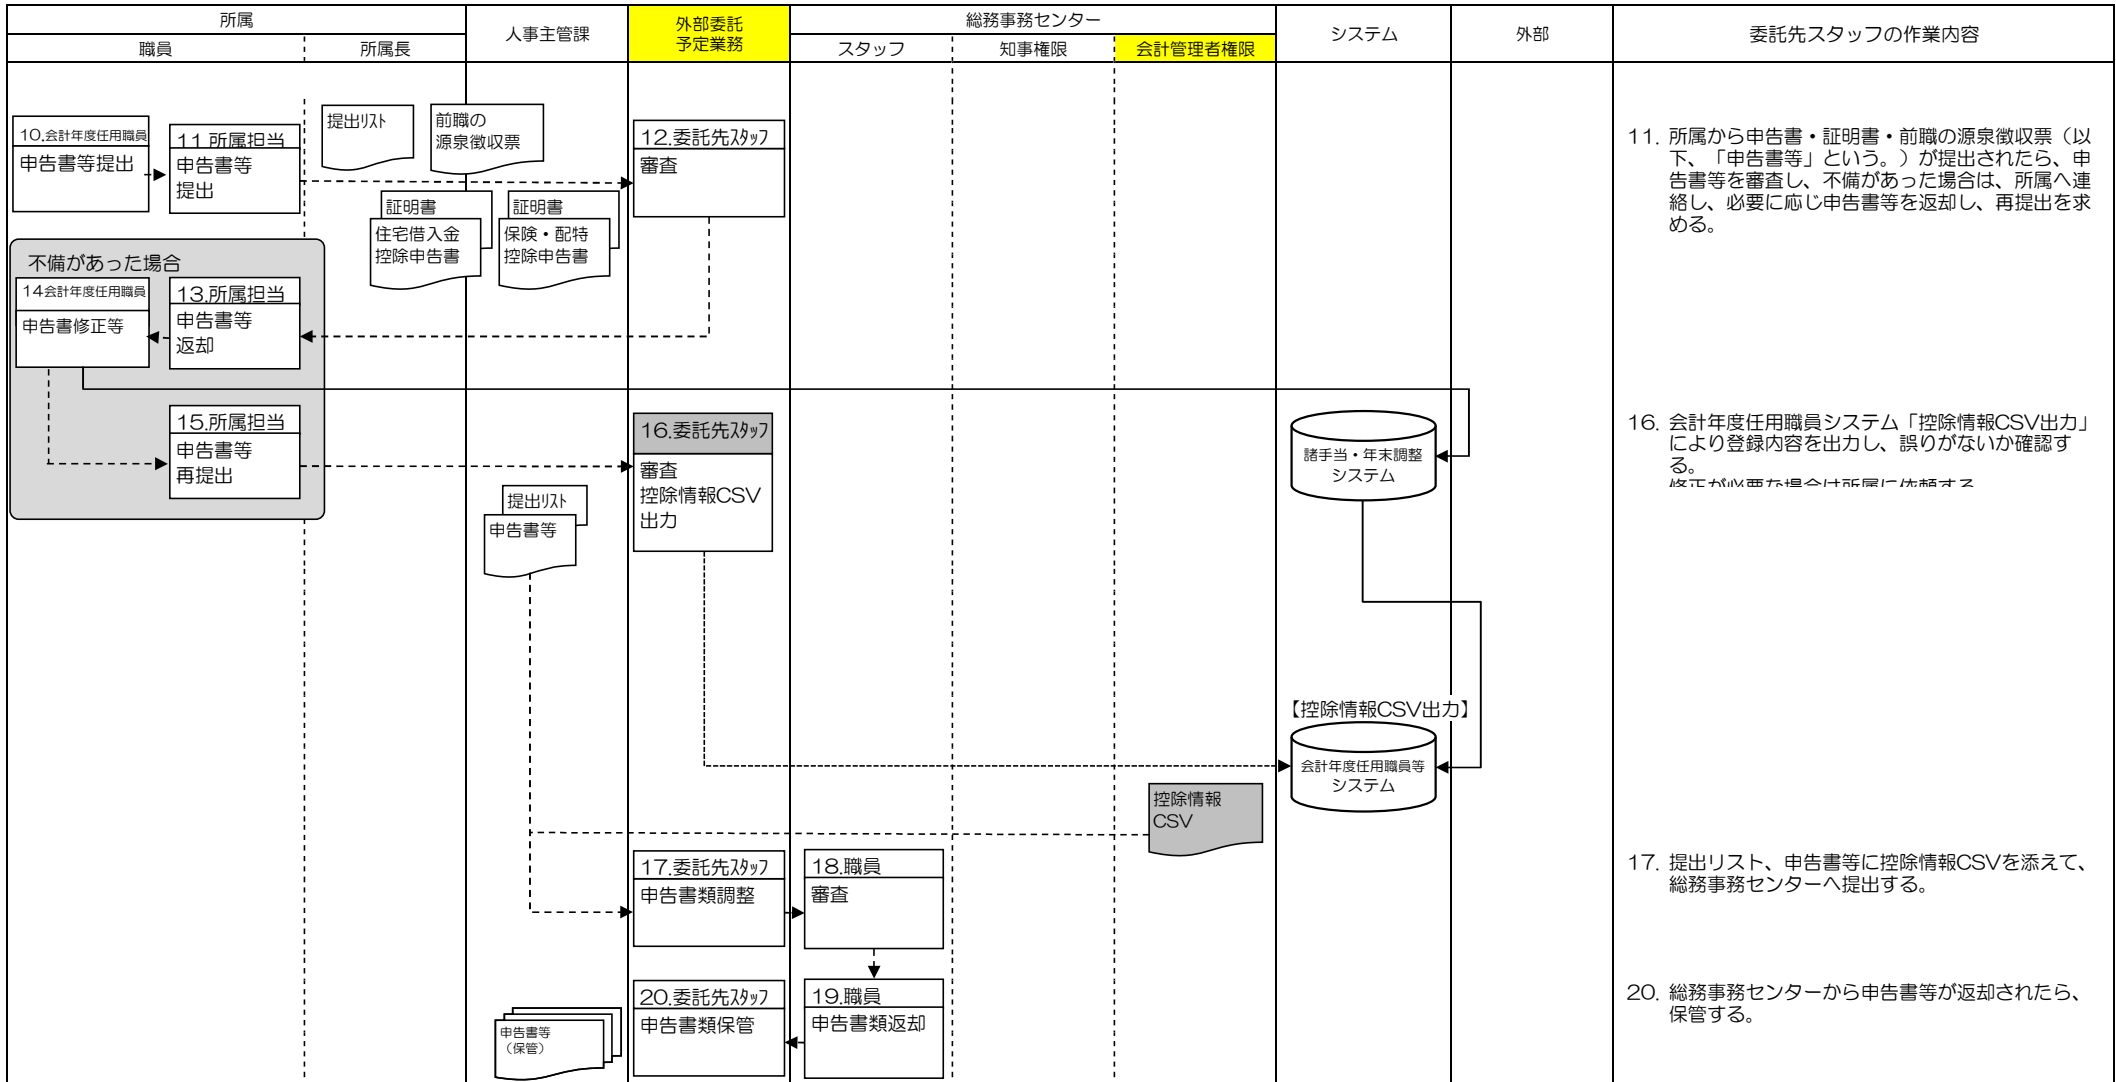 所属
職員
所属長
人事主管課
外部委託
予定業務
総務事務センター
スタッフ
知事権限
会計管理者権限
システム
外部
委託先スタッフの作業内容
10.会計年度任用職員
申告書等提出
11.所属担当
申告書等
提出
提出ﾘｽﾄ
前職の
源泉徴収票
証明書
住宅借入金
控除申告書
証明書
保険・配特
控除申告書
12.委託先ｽﾀｯﾌ
審査
11. 所属から申告書・証明書・前職の源泉徴収票（以
下、「申告書等」という。）が提出されたら、申
告書等を審査し、不備があった場合は、所属へ連
絡し、必要に応じ申告書等を返却し、再提出を求
める。
不備があった場合
14会計年度任用職員
申告書修正等
13.所属担当
申告書等
返却
15.所属担当
申告書等
再提出
提出ﾘｽﾄ
申告書等
16.委託先ｽﾀｯﾌ
審査
控除情報CSV
出力
諸手当・年末調整
システム
16. 会計年度任用職員システム「控除情報CSV出力」
により登録内容を出力し、誤りがないか確認す
る。
修正が必要な場合は所属に依頼する
【控除情報CSV出力】
会計年度任用職員等
システム
控除情報
CSV
17.委託先ｽﾀｯﾌ
申告書類調整
18.職員
審査
17. 提出リスト、申告書等に控除情報CSVを添えて、
総務事務センターへ提出する。
申告書等
（保管）
20.委託先ｽﾀｯﾌ
申告書類保管
19.職員
申告書類返却
20. 総務事務センターから申告書等が返却されたら、
保管する。